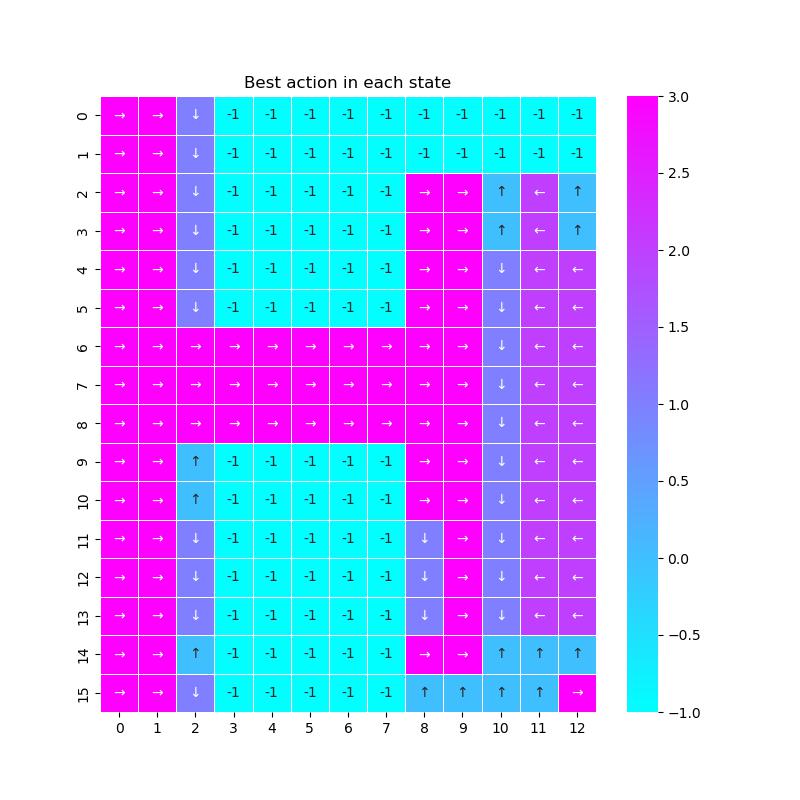 Best action in each state
0 → → ↓ -1 -1 -1 -1 -1 -1 -1 -1 -1 -1
1 → → ↓ -1 -1 -1 -1 -1 -1 -1 -1 -1 -1
2 → → ↓ -1 -1 -1 -1 -1 → → ↑ ← ↑
3 → → ↓ -1 -1 -1 -1 -1 → → ↑ ← ↑
4 → → ↓ -1 -1 -1 -1 -1 → → ↓ ← ←
5 → → ↓ -1 -1 -1 -1 -1 → → ↓ ← ←
6 → → → → → → → → → → ↓ ← ←
7 → → → → → → → → → → ↓ ← ←
8 → → → → → → → → → → ↓ ← ←
9 → → ↑ -1 -1 -1 -1 -1 → → ↓ ← ←
10 → → ↑ -1 -1 -1 -1 -1 → → ↓ ← ←
11 → → ↓ -1 -1 -1 -1 -1 ↓ → ↓ ← ←
12 → → ↓ -1 -1 -1 -1 -1 ↓ → ↓ ← ←
13 → → ↓ -1 -1 -1 -1 -1 ↓ → ↓ ← ←
14 → → ↑ -1 -1 -1 -1 -1 → → ↑ ↑ ↑
15 → → ↓ -1 -1 -1 -1 -1 ↑ ↑ ↑ ↑ →
0 1 2 3 4 5 6 7 8 9 10 11 12
3.0
2.5
2.0
1.5
1.0
0.5
0.0
−0.5
−1.0